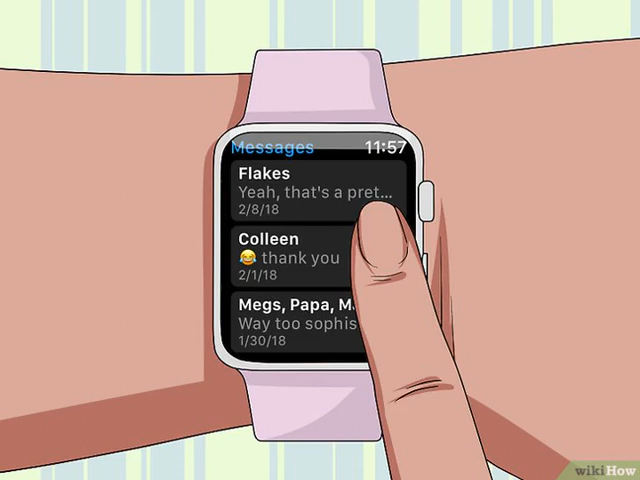 Messages 11:57
Flakes
Yeah, that's a pret...
2/8/18
Colleen
😂 thank you
2/1/18
Megs, Papa,
Way too sophis
1/30/18
wikiHow